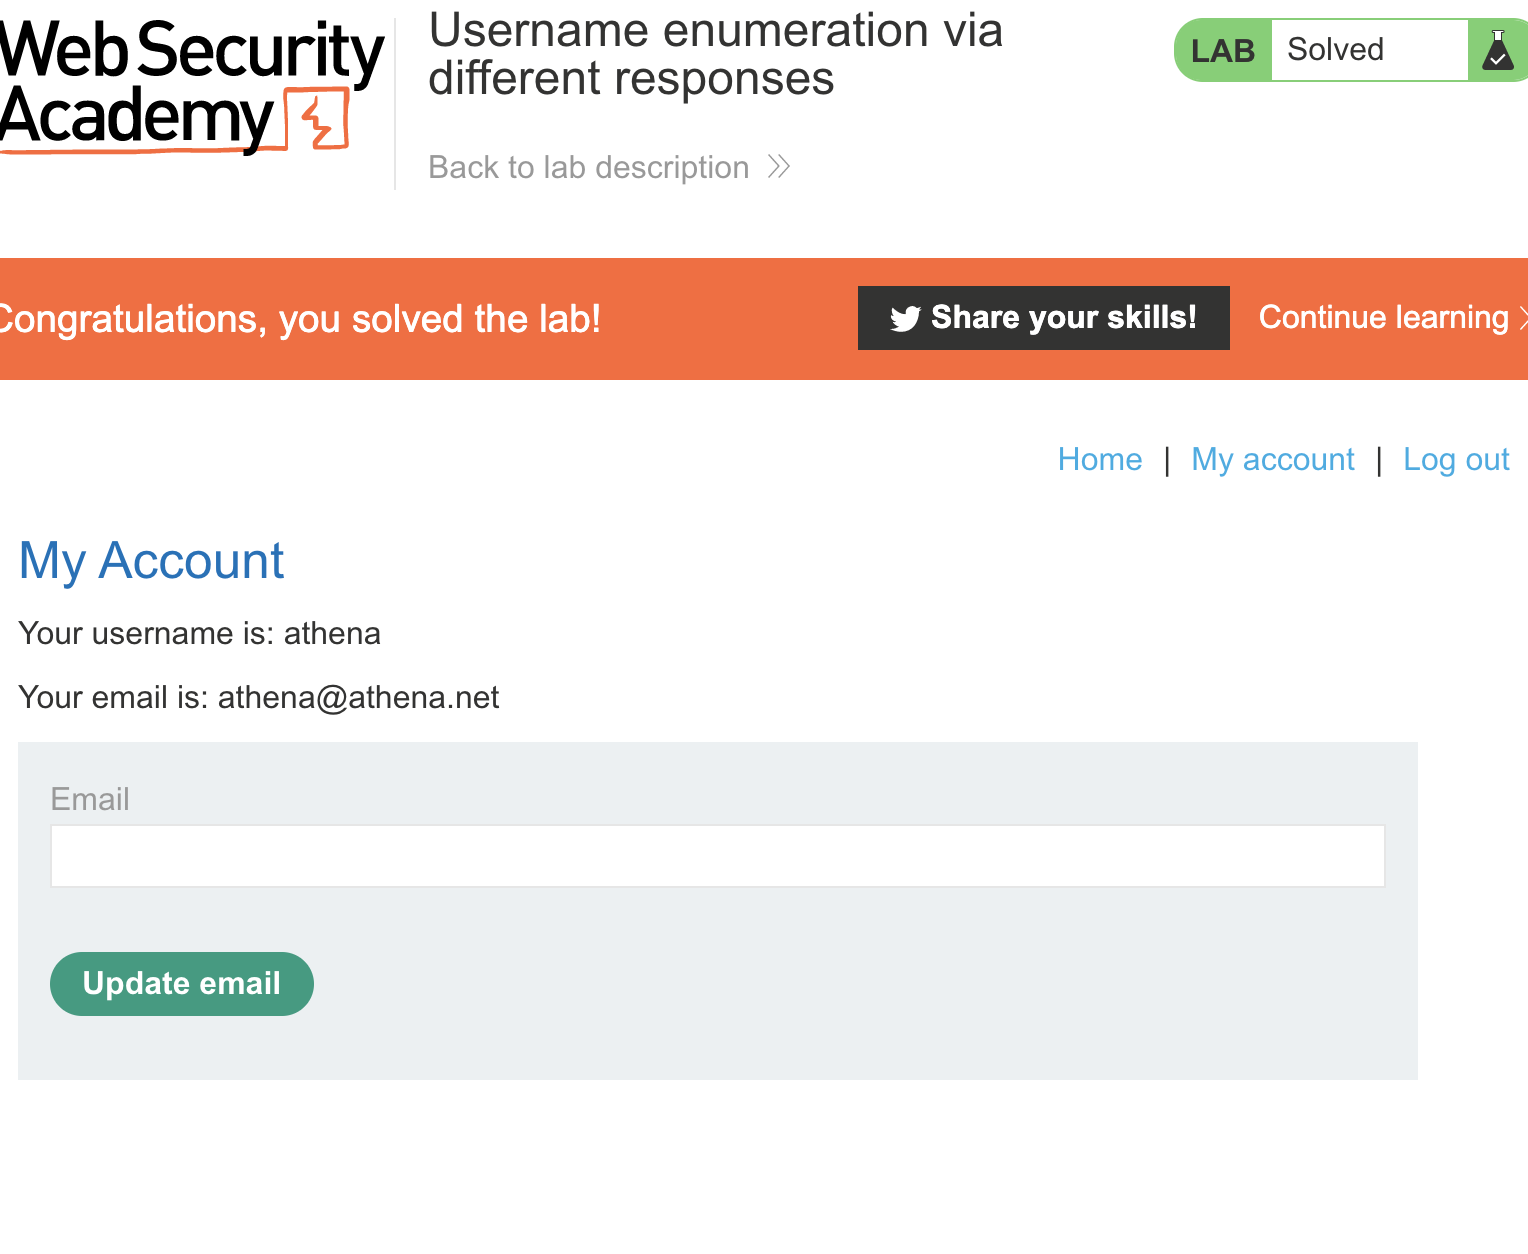 Web Security
Academy
Username enumeration via
different responses
LAB Solved
Back to lab description
Congratulations, you solved the lab!
Share your skills!
Continue learning
Home | My account | Log out
My Account
Your username is: athena
Your email is: athena@athena.net
Email
Update email